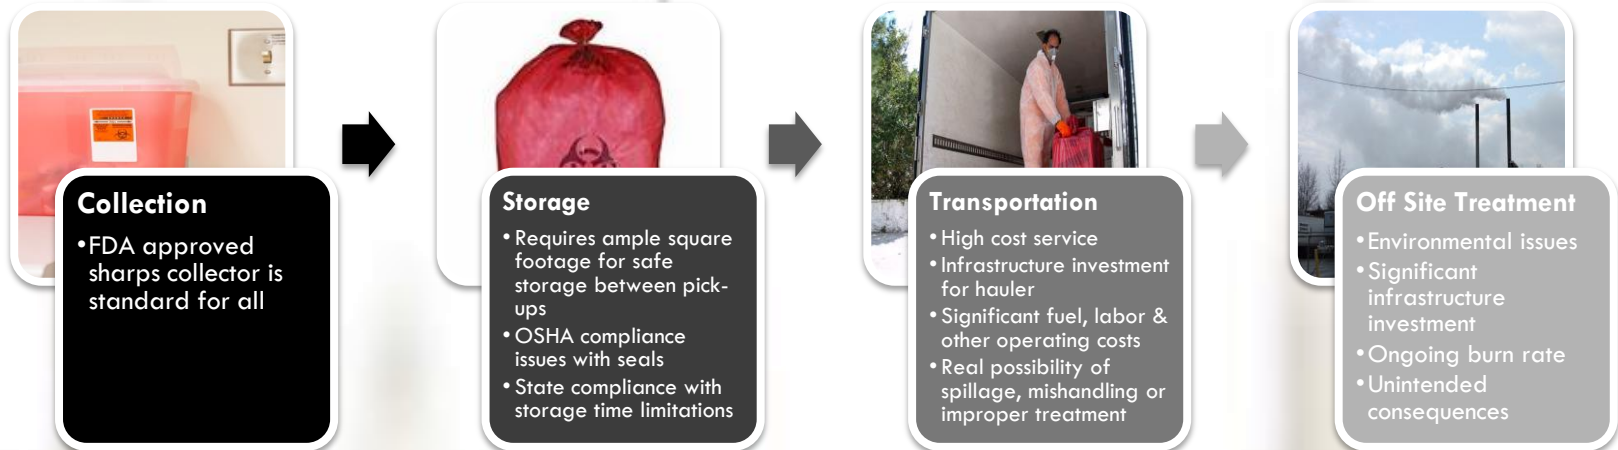 Collection
•FDA approved
sharps collector is
standard for all
Storage
•Requires ample square
footage for safe
storage between pick-
ups
•OSHA compliance
issues with seals
•State compliance with
storage time limitations
Transportation
•High cost service
•Infrastructure investment
for hauler
•Significant fuel, labor &
other operating costs
•Real possibility of
spillage, mishandling or
improper treatment
Off Site Treatment
•Environmental issues
•Significant
infrastructure
investment
•Ongoing burn rate
•Unintended
consequences